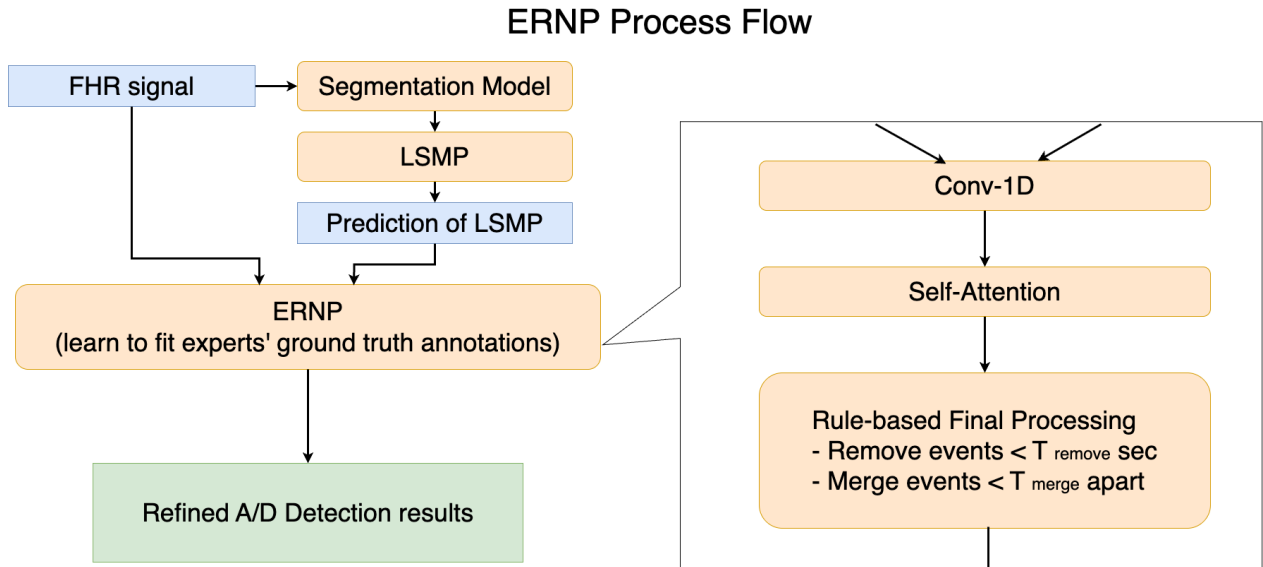 ERNP Process Flow
FHR signal
Segmentation Model
LSMP
Prediction of LSMP
ERNP
(learn to fit experts' ground truth annotations)
Refined A/D Detection results
Conv-1D
Self-Attention
Rule-based Final Processing
- Remove events < T remove sec
- Merge events < T merge apart